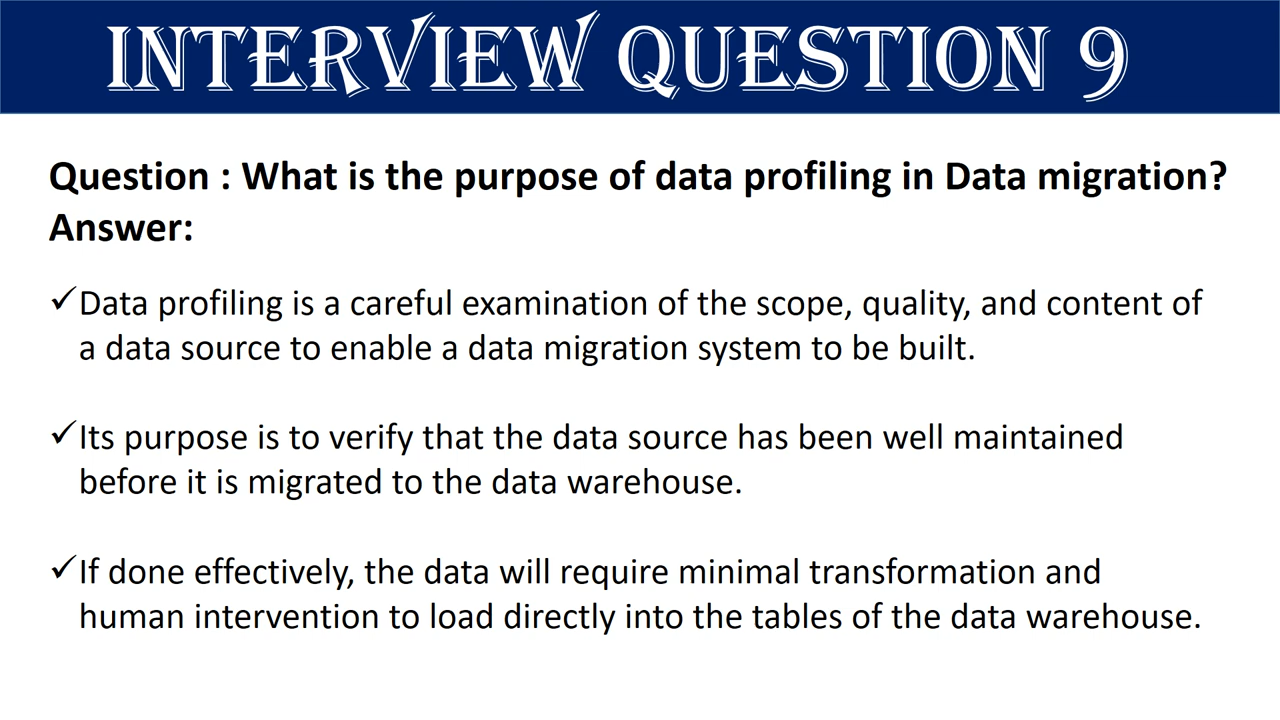 INTERVIEW QUESTION 9
Question : What is the purpose of data profiling in Data migration?
Answer:
✓Data profiling is a careful examination of the scope, quality, and content of
a data source to enable a data migration system to be built.
✓Its purpose is to verify that the data source has been well maintained
before it is migrated to the data warehouse.
✓If done effectively, the data will require minimal transformation and
human intervention to load directly into the tables of the data warehouse.